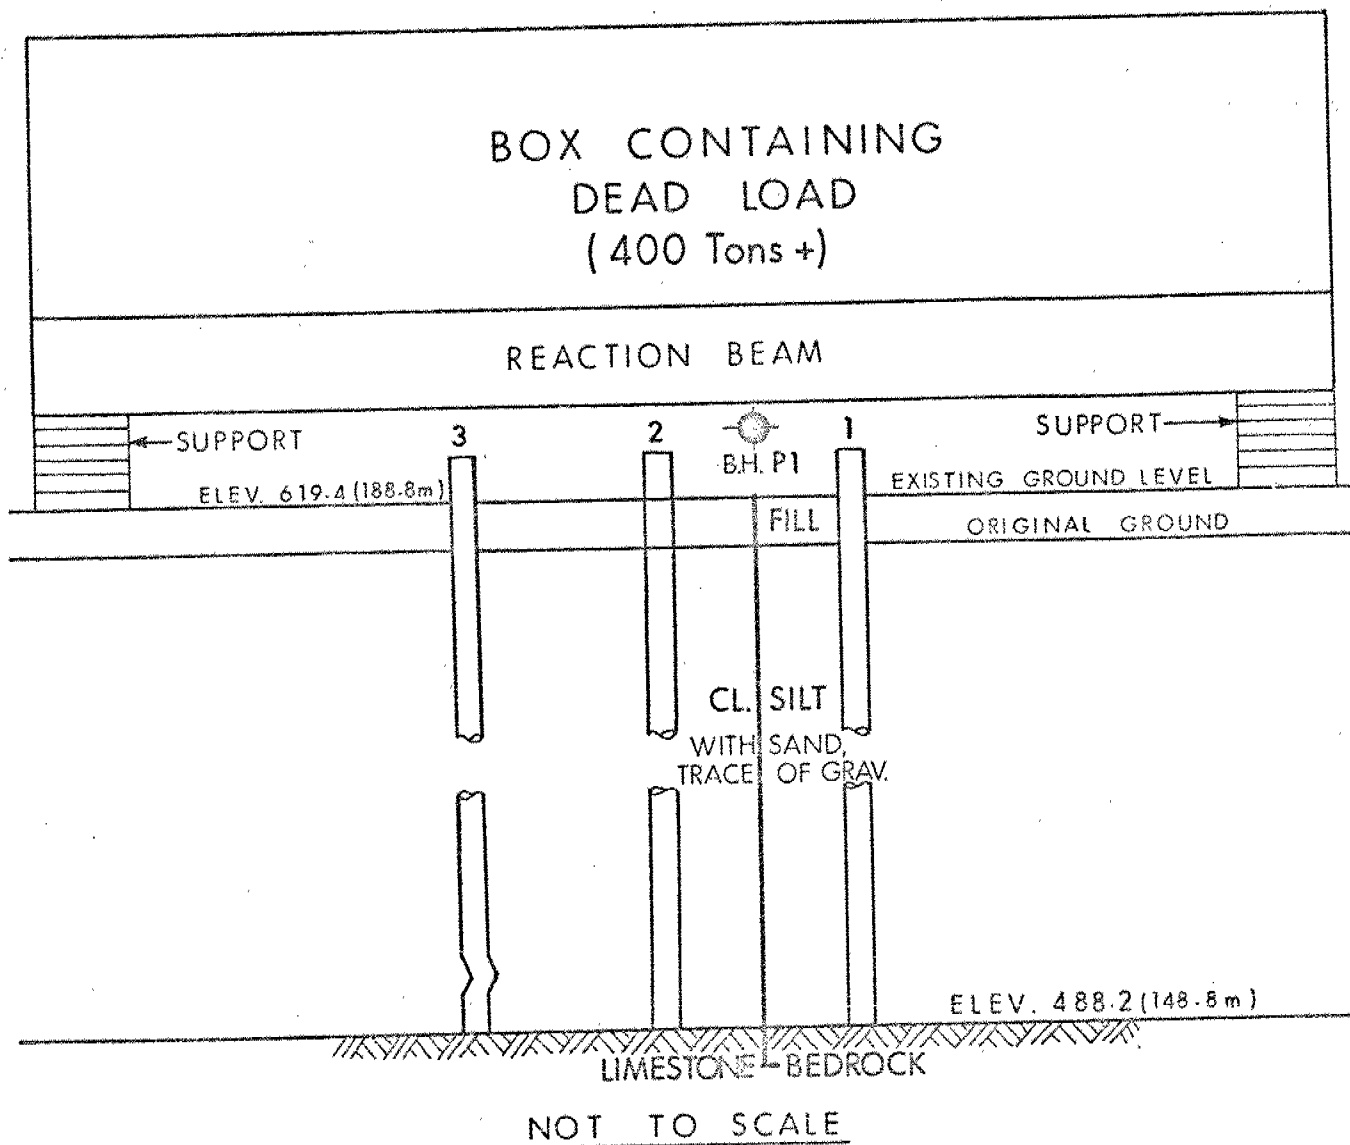 BOX CONTAINING
DEAD LOAD
(400 Tons +)
REACTION BEAM
SUPPORT
3
2
1
SUPPORT
B.H. P1
ELEV. 619.4 (188.8m)
EXISTING GROUND LEVEL
FILL
ORIGINAL GROUND
CL. SILT
WITH SAND,
TRACE OF GRAV.
ELEV. 488.2 (148.8m)
LIMESTONE BEDROCK
NOT TO SCALE